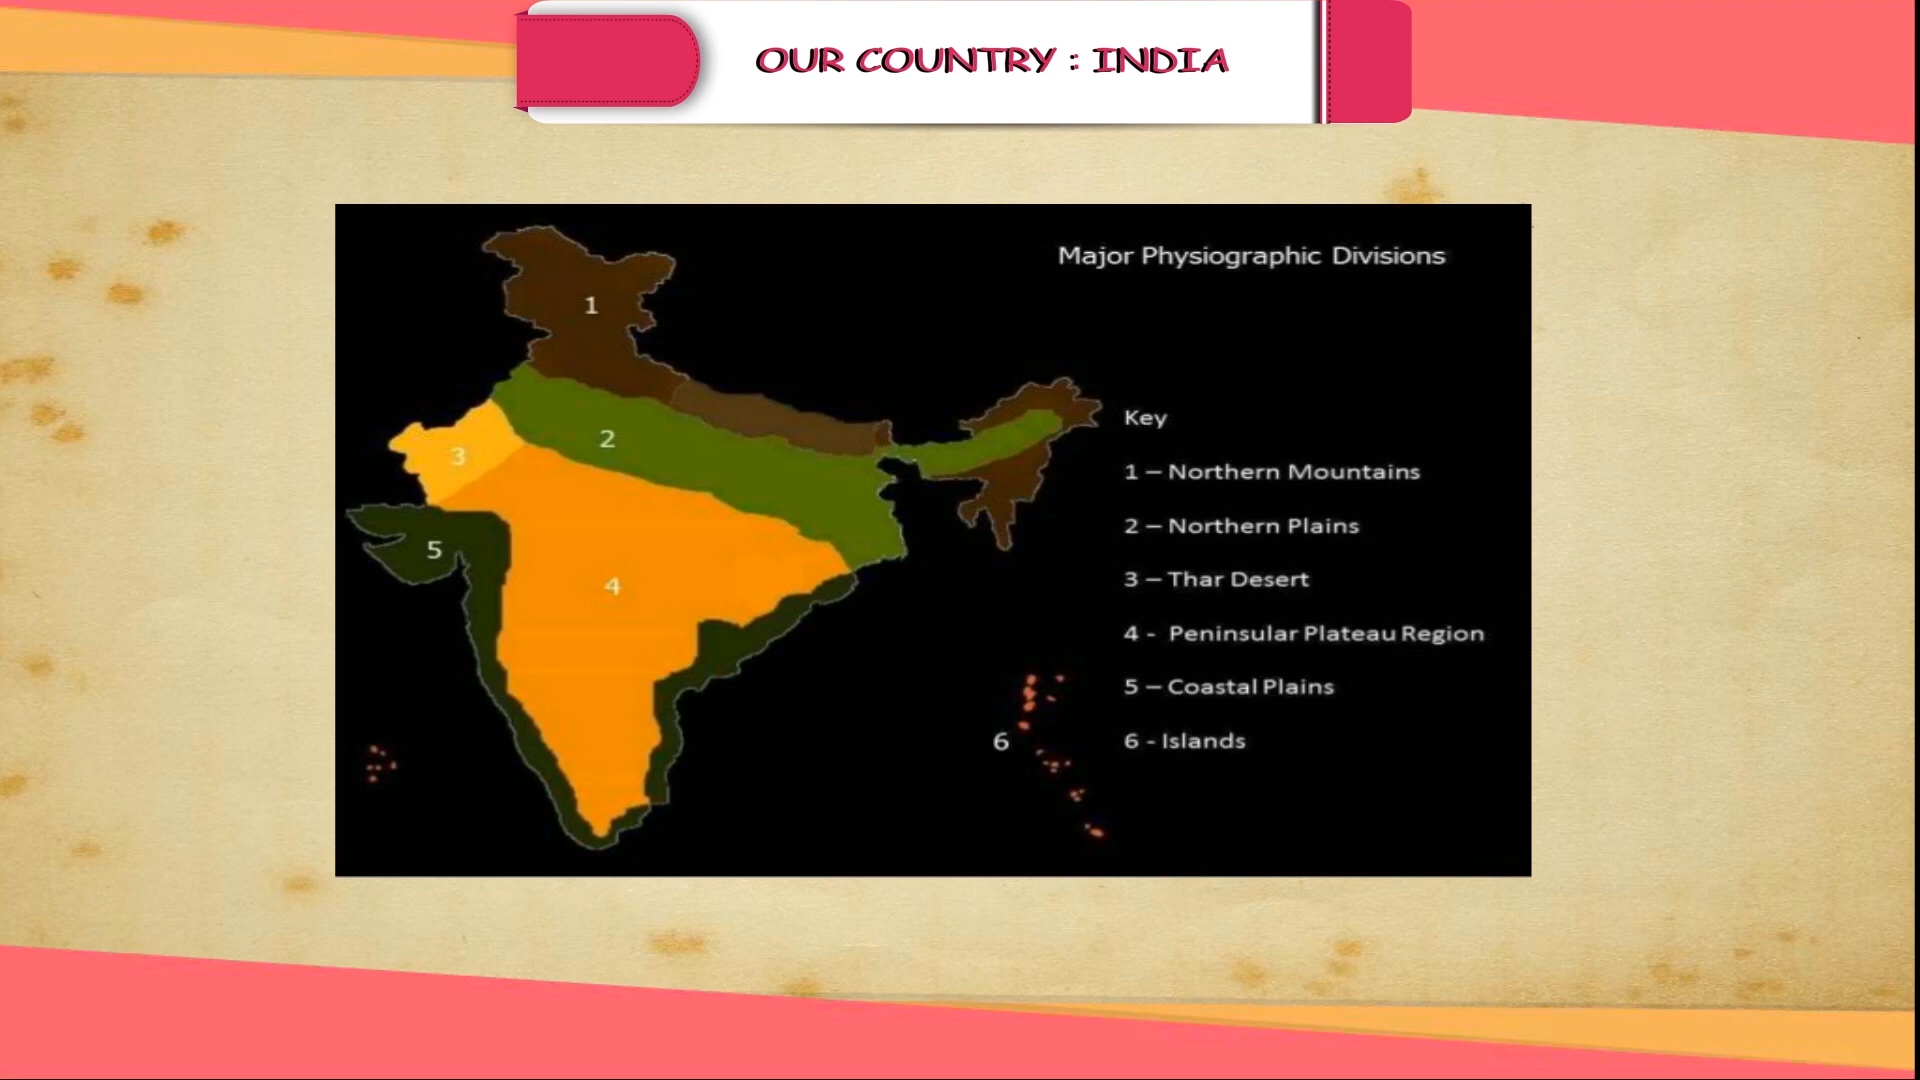 OUR COUNTRY : INDIA
Major Physiographic Divisions
1
2
3
4
5
6
Key
1 – Northern Mountains
2 – Northern Plains
3 – Thar Desert
4 - Peninsular Plateau Region
5 – Coastal Plains
6 - Islands